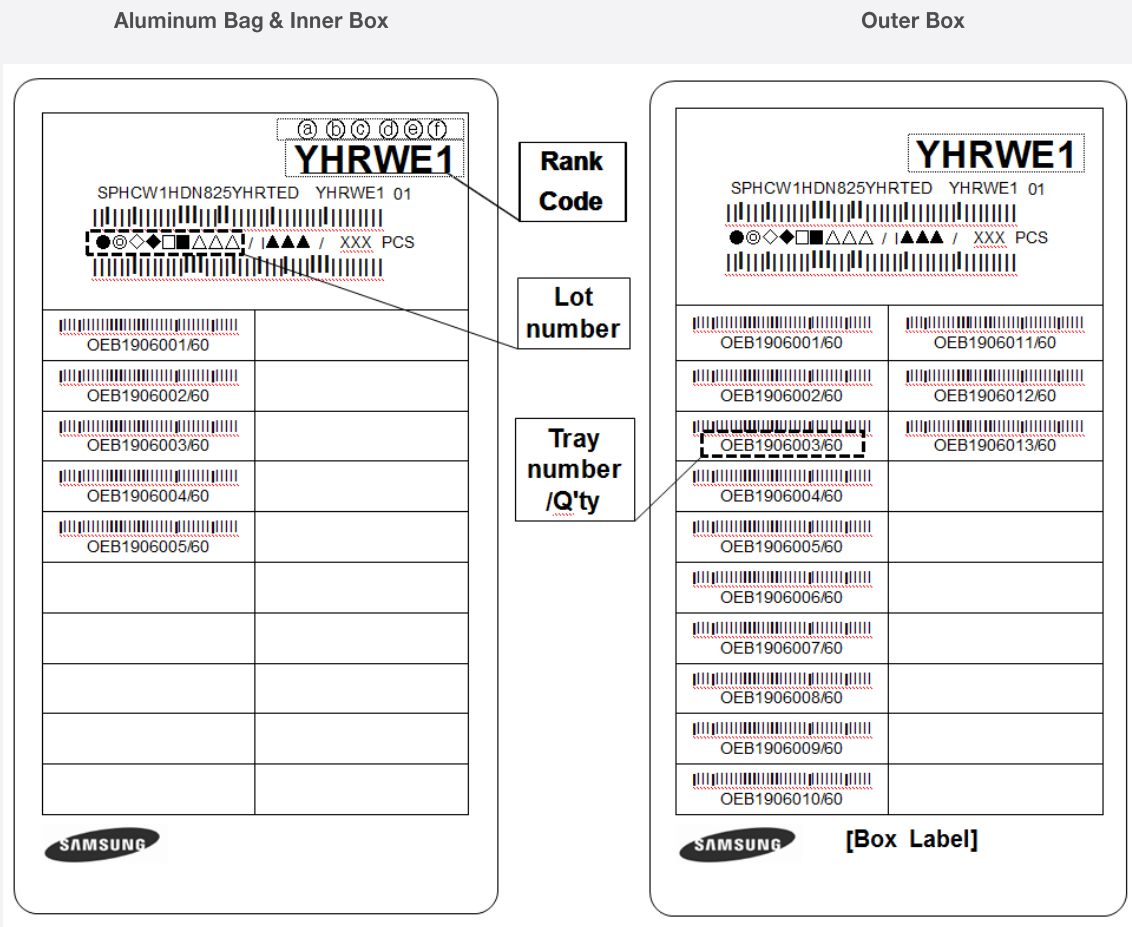 Aluminum Bag & Inner Box
Outer Box
ⓐ ⓑ ⓒ ⓓ ⓔ ⓕ
YHRWE1
SPHCW1HDN825YHRTED YHRWE1 01
●◎◇◆□■△△△ / I▲▲▲ / XXX PCS
OEB1906001/60
OEB1906002/60
OEB1906003/60
OEB1906004/60
OEB1906005/60
SAMSUNG
Rank
Code
Lot
number
Tray
number
/Q'ty
YHRWE1
SPHCW1HDN825YHRTED YHRWE1 01
●◎◇◆□■△△△ / I▲▲▲ / XXX PCS
OEB1906001/60 OEB1906011/60
OEB1906002/60 OEB1906012/60
OEB1906003/60 OEB1906013/60
OEB1906004/60
OEB1906005/60
OEB1906006/60
OEB1906007/60
OEB1906008/60
OEB1906009/60
OEB1906010/60
SAMSUNG
[Box Label]